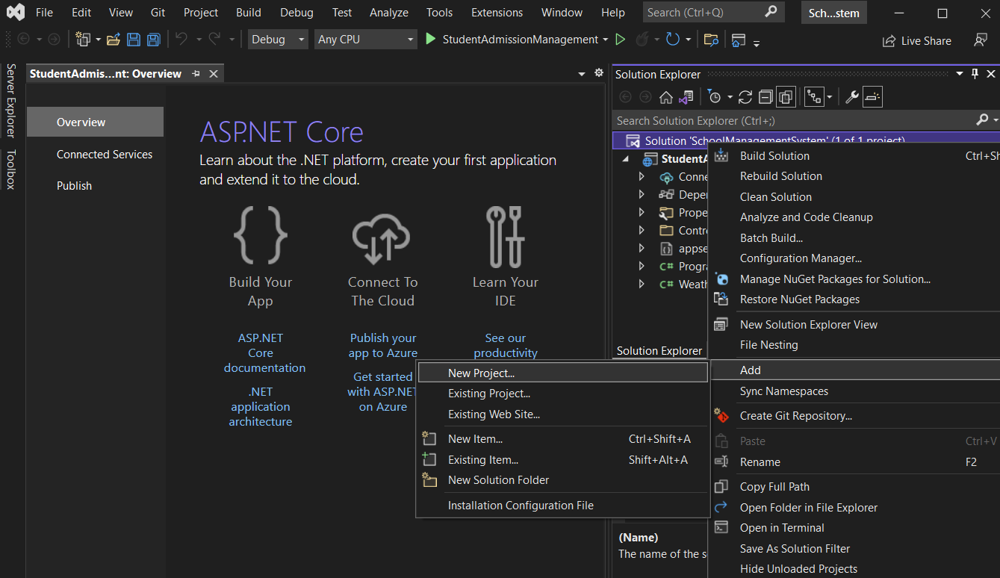 File Edit View Git Project Build Debug Test Analyze Tools Extensions Window Help Search (Ctrl+Q) Sch...stem
Debug Any CPU StudentAdmissionManagement Live Share
Server Explorer
Toolbox
StudentAdmis...nt: Overview
Overview
Connected Services
Publish
ASP.NET Core
Learn about the .NET platform, create your first application
and extend it to the cloud.
Build Your
App
Connect To
The Cloud
Learn Your
IDE
ASP.NET
Core
documentation
.NET
application
architecture
Publish your
app to Azure
Get started
with ASP.NET
on Azure
See our
productivity
Solution Explorer
Search Solution Explorer (Ctrl+;)
Solution 'SchoolManagementSystem' (1 of 1 project)
StudentA
Conne
Deper
Prope
Contro
appse
C# Progra
C# Weath
Solution Explorer
(Name)
The name of the s
Build Solution Ctrl+Sh
Rebuild Solution
Clean Solution
Analyze and Code Cleanup
Batch Build...
Configuration Manager...
Manage NuGet Packages for Solution...
Restore NuGet Packages
New Solution Explorer View
File Nesting
Add
Sync Namespaces
Create Git Repository...
Paste Ctrl+V
Rename F2
Copy Full Path
Open Folder in File Explorer
Open in Terminal
Save As Solution Filter
Hide Unloaded Projects
New Project...
Existing Project...
Existing Web Site...
New Item... Ctrl+Shift+A
Existing Item... Shift+Alt+A
New Solution Folder
Installation Configuration File